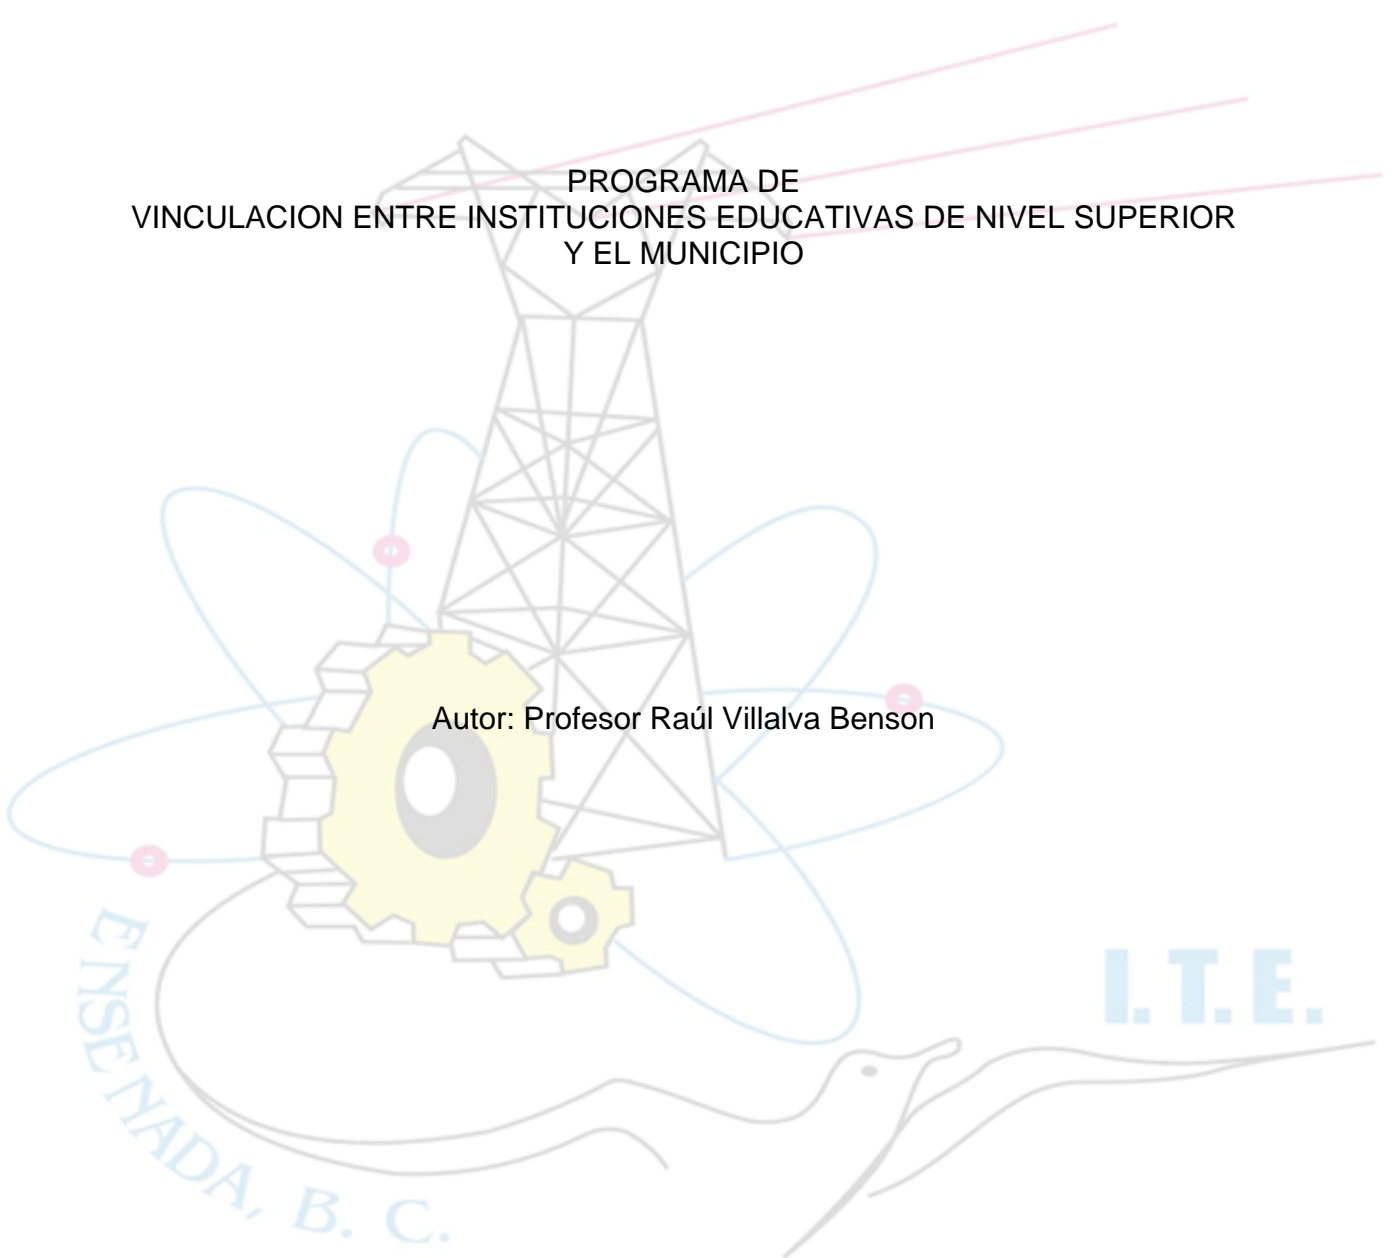 PROGRAMA DE
VINCULACION ENTRE INSTITUCIONES EDUCATIVAS DE NIVEL SUPERIOR
Y EL MUNICIPIO
Autor: Profesor Raúl Villalva Benson
I.T.E.
ENSENADA, B. C.